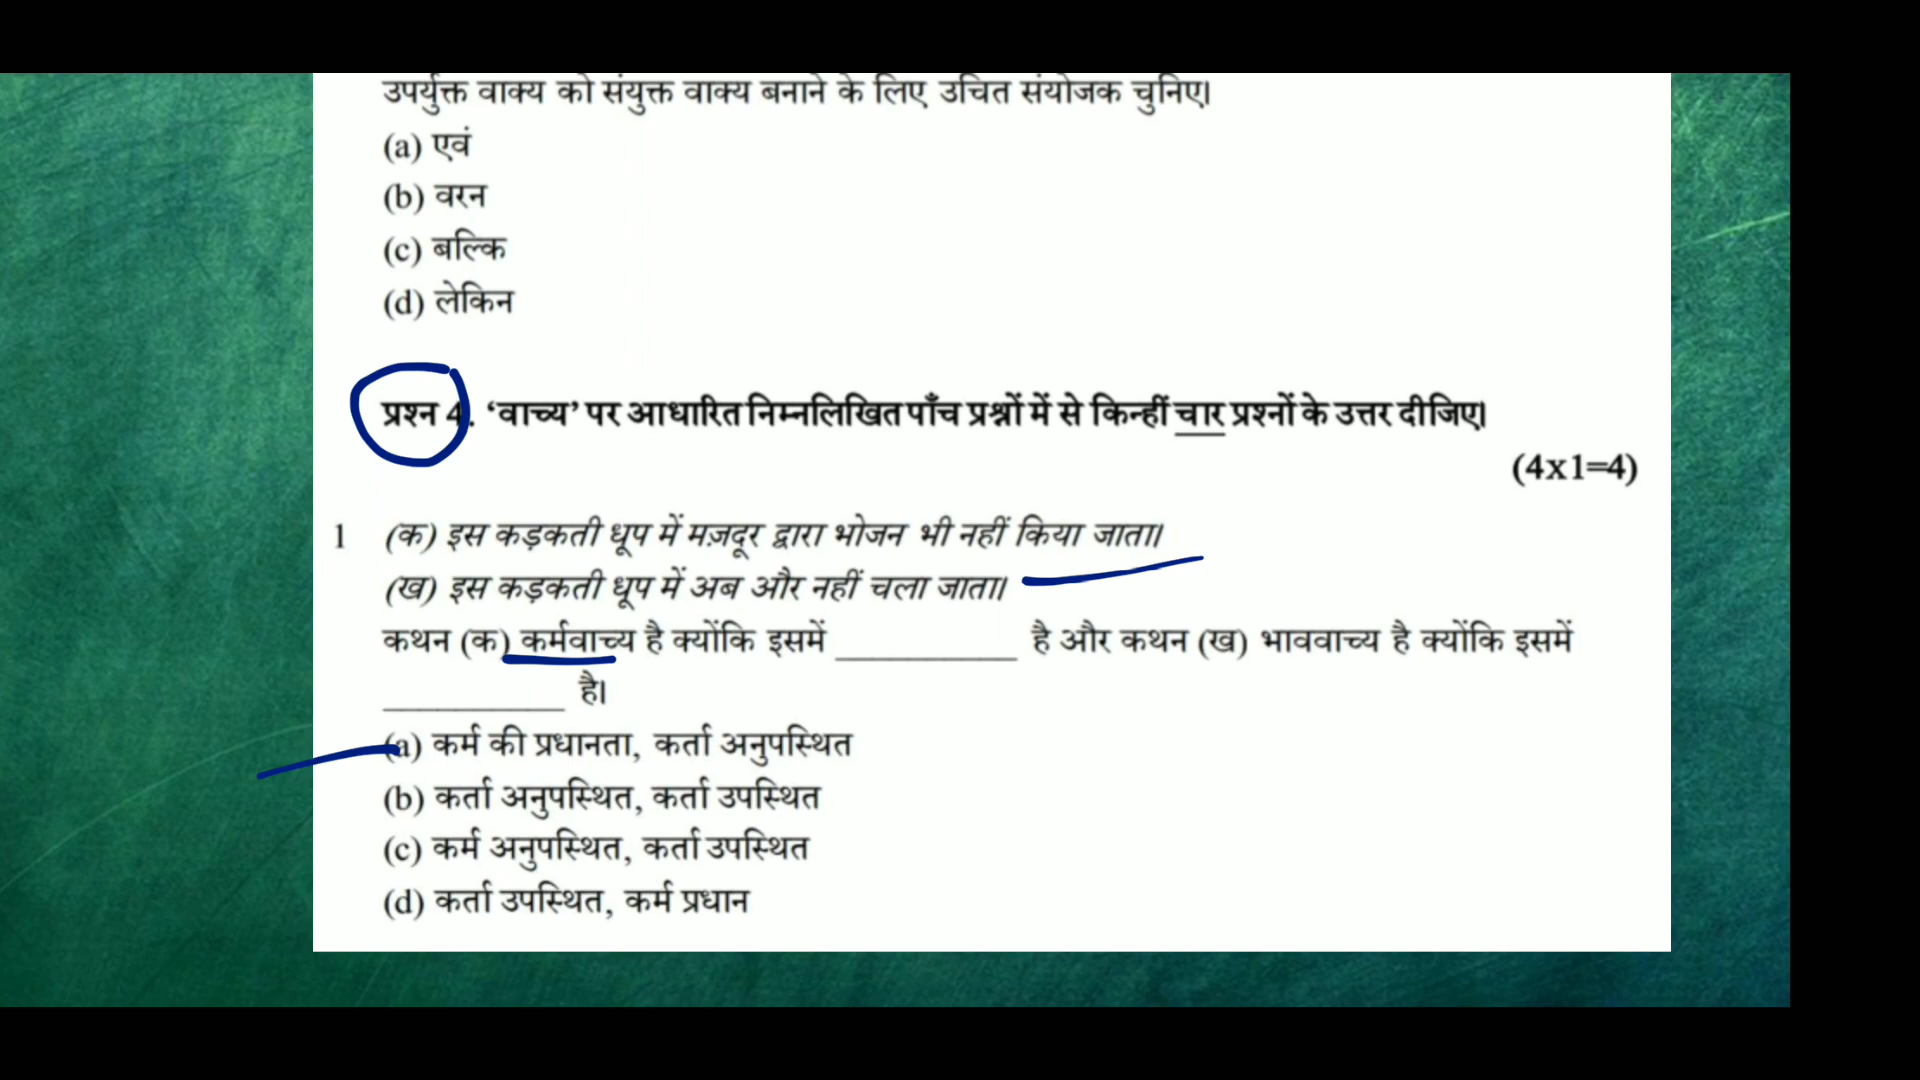 उपर्युक्त वाक्य को संयुक्त वाक्य बनाने के लिए उचित संयोजक चुनिए।
(a) एवं
(b) वरन
(c) बल्कि
(d) लेकिन
प्रश्न 4. ‘वाच्य’ पर आधारित निम्नलिखित पाँच प्रश्नों में से किन्हीं चार प्रश्नों के उत्तर दीजिए।
(4x1=4)
1 (क) इस कड़कती धूप में मज़दूर द्वारा भोजन भी नहीं किया जाता।
(ख) इस कड़कती धूप में अब और नहीं चला जाता।
कथन (क) कर्मवाच्य है क्योंकि इसमें __________ है और कथन (ख) भाववाच्य है क्योंकि इसमें
__________ है।
(a) कर्म की प्रधानता, कर्ता अनुपस्थित
(b) कर्ता अनुपस्थित, कर्ता उपस्थित
(c) कर्म अनुपस्थित, कर्ता उपस्थित
(d) कर्ता उपस्थित, कर्म प्रधान